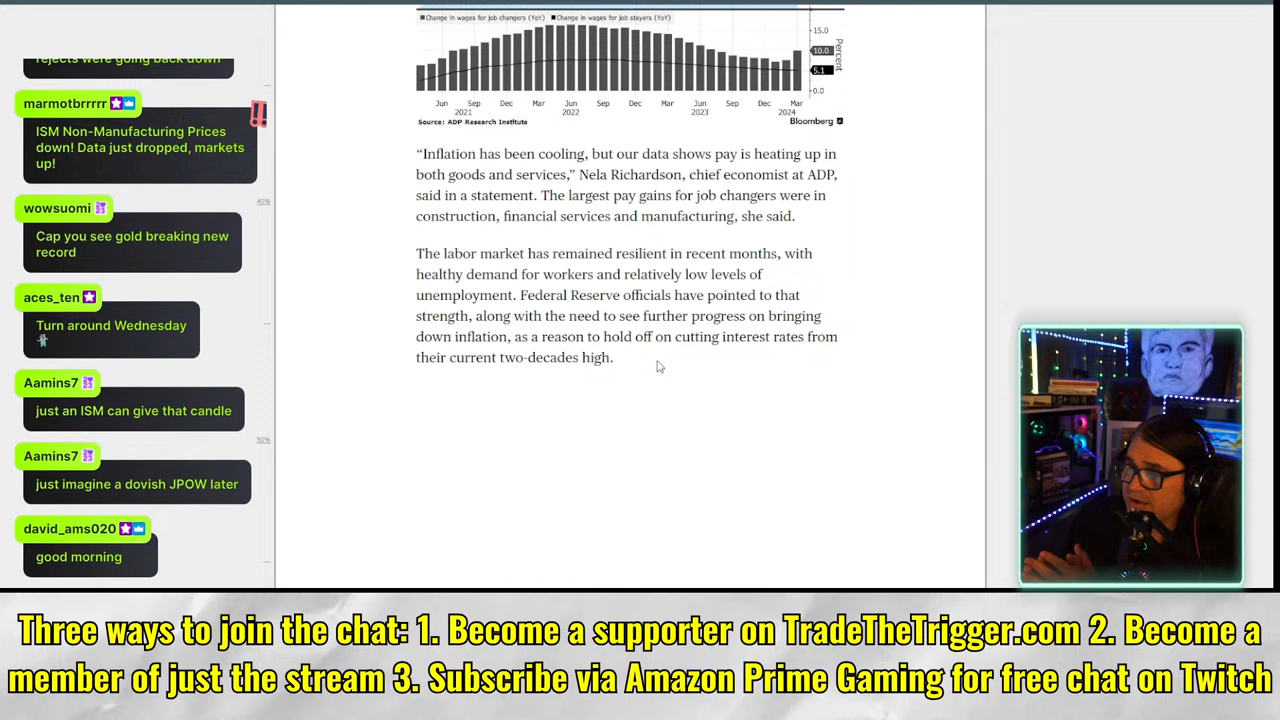 rejects were going back down
marmotbrrrrr
ISM Non-Manufacturing Prices
down! Data just dropped, markets
up!
wowsuomi
Cap you see gold breaking new
record
aces_ten
Turn around Wednesday
Aamins7
just an ISM can give that candle
Aamins7
just imagine a dovish JPOW later
david_ams020
good morning
40%
50%
Change in wages for job changers (YoY) Change in wages for job stayers (YoY)
15.0
10.0
5.1
0.0
Percent
Jun Sep Dec Mar Jun Sep Dec Mar Jun Sep Dec Mar
2021 2022 2023 2024
Source: ADP Research Institute Bloomberg
“Inflation has been cooling, but our data shows pay is heating up in
both goods and services,” Nela Richardson, chief economist at ADP,
said in a statement. The largest pay gains for job changers were in
construction, financial services and manufacturing, she said.
The labor market has remained resilient in recent months, with
healthy demand for workers and relatively low levels of
unemployment. Federal Reserve officials have pointed to that
strength, along with the need to see further progress on bringing
down inflation, as a reason to hold off on cutting interest rates from
their current two-decades high.
Three ways to join the chat: 1. Become a supporter on TradeTheTrigger.com 2. Become a
member of just the stream 3. Subscribe via Amazon Prime Gaming for free chat on Twitch